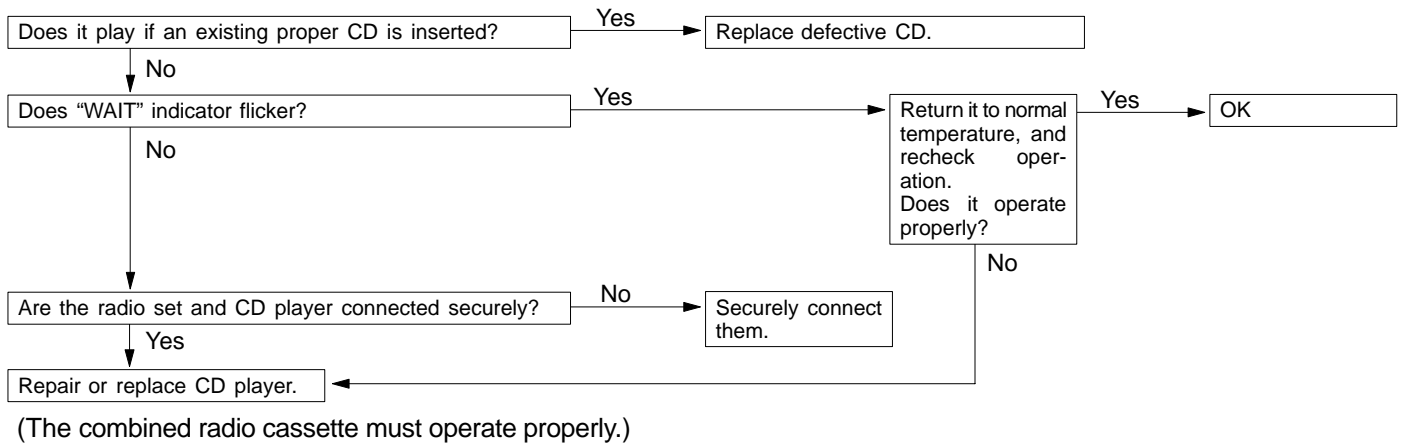 Does it play if an existing proper CD is inserted?
Yes
Replace defective CD.
No
Does “WAIT” indicator flicker?
Yes
Return it to normal
temperature, and
recheck oper-
ation.
Does it operate
properly?
Yes
OK
No
No
Are the radio set and CD player connected securely?
No
Securely connect
them.
Yes
Repair or replace CD player.
(The combined radio cassette must operate properly.)